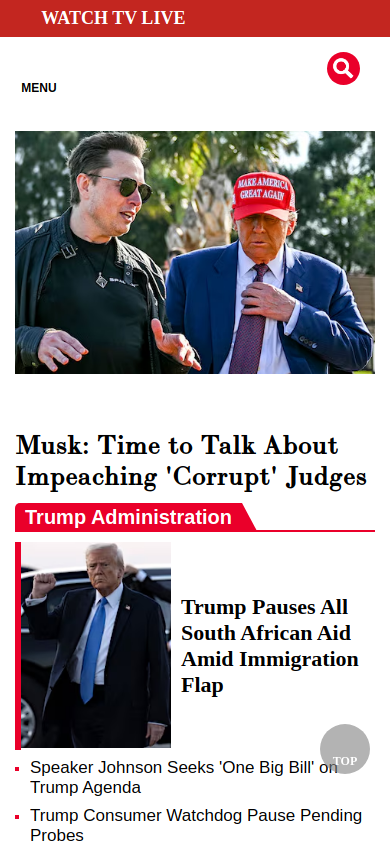 WATCH TV LIVE
MENU
MAKE AMERICA
GREAT AGAIN
Musk: Time to Talk About
Impeaching 'Corrupt' Judges
Trump Administration
Trump Pauses All
South African Aid
Amid Immigration
Flap
TOP
Speaker Johnson Seeks 'One Big Bill' on
Trump Agenda
Trump Consumer Watchdog Pause Pending
Probes